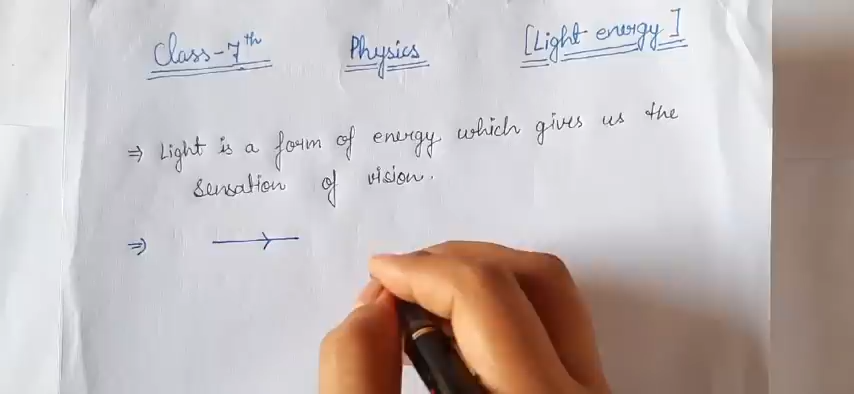 Class-7th Physics [Light energy]
⇒ Light is a form of energy which gives us the
sensation of vision.
⇒